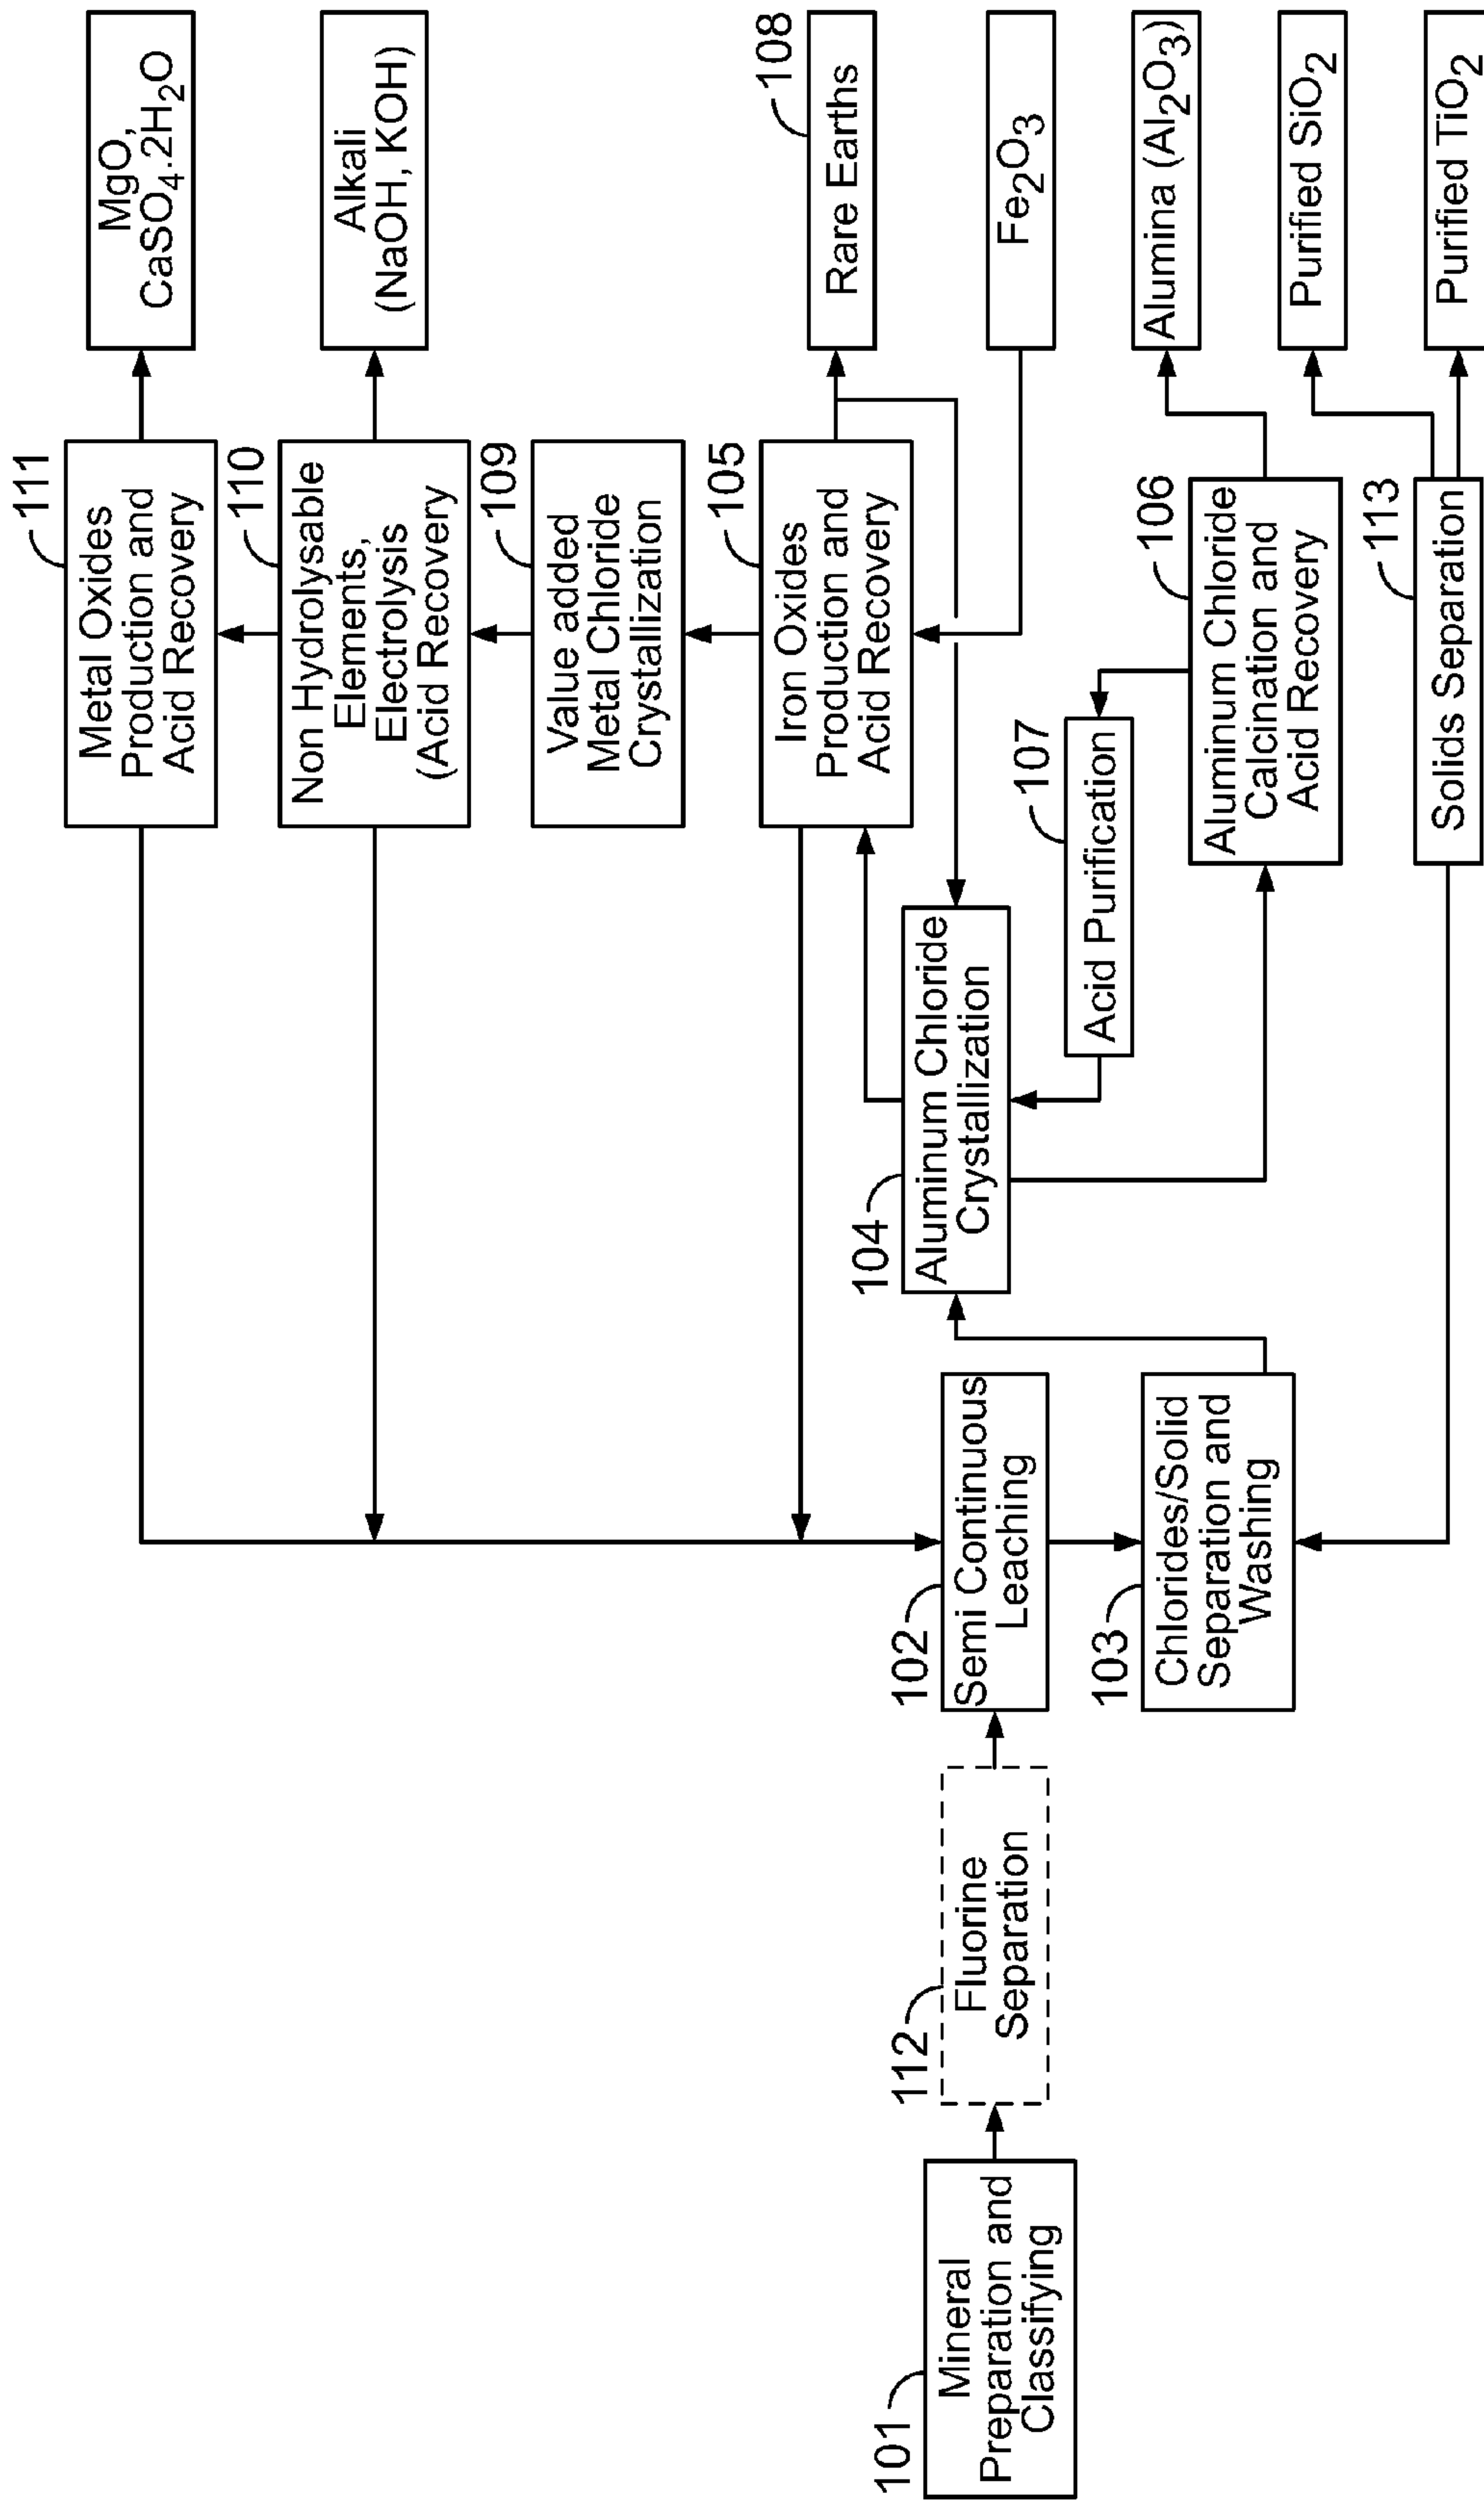 101
Mineral
Preparation and
Classifying
112
Fluorine
Separation
102
Semi Continuous
Leaching
103
Chlorides/Solid
Separation and
Washing
104
Aluminum Chloride
Crystallization
107
Acid Purification
111
Metal Oxides
Production and
Acid Recovery
110
Non Hydrolysable
Elements,
Electrolysis
(Acid Recovery)
109
Value added
Metal Chloride
Crystallization
105
Iron Oxides
Production and
Acid Recovery
106
Aluminum Chloride
Calcination and
Acid Recovery
113
Solids Separation
MgO,
CaSO₄.2H₂O
Alkali
(NaOH, KOH)
108
Rare Earths
Fe₂O₃
Alumina (Al₂O₃)
Purified SiO₂
Purified TiO₂